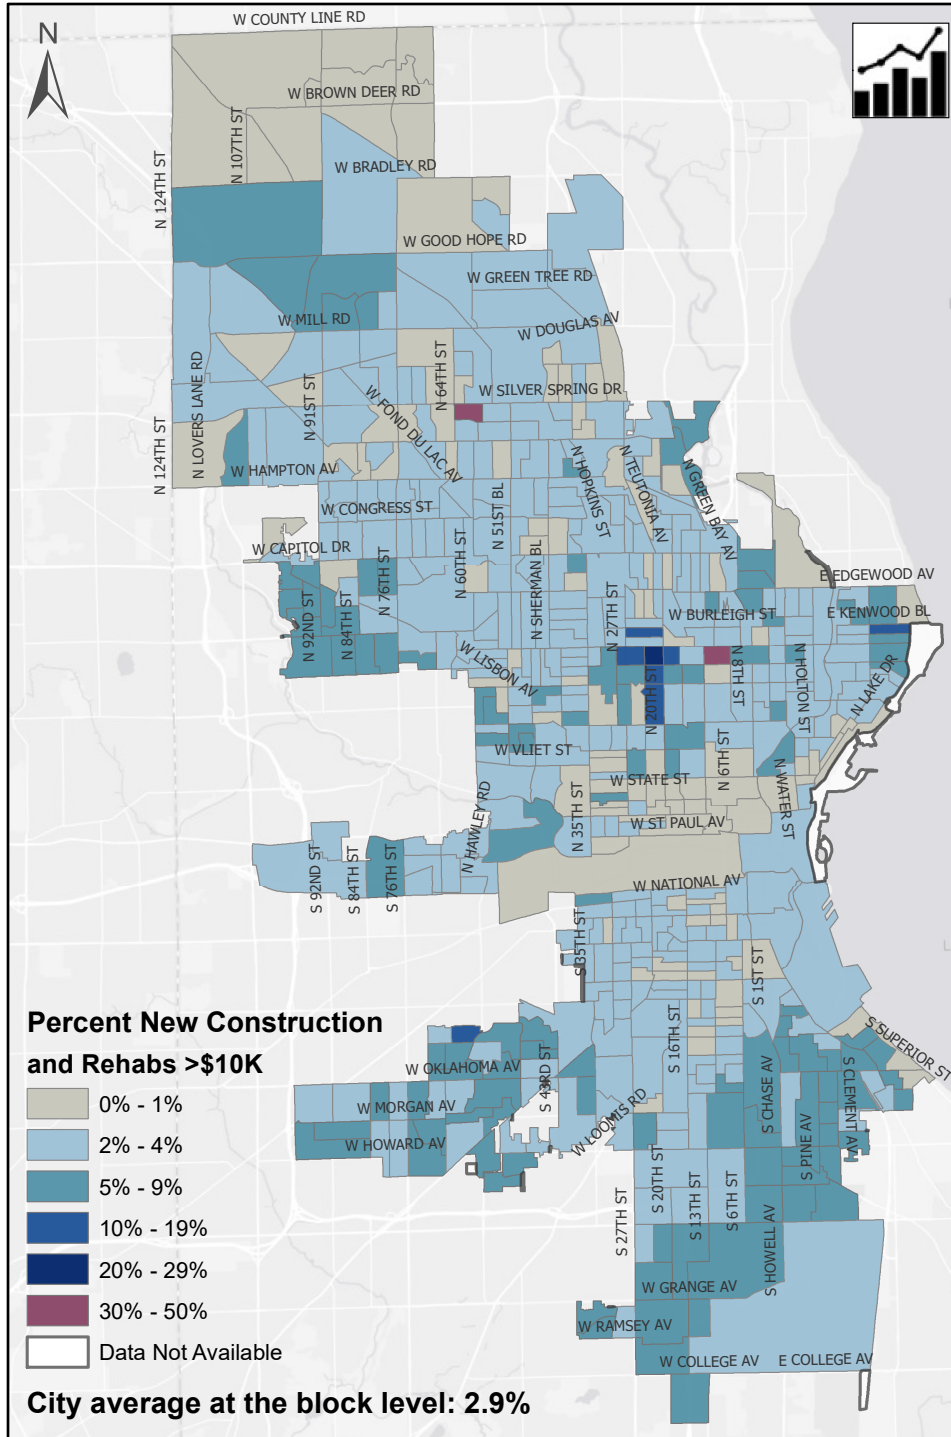 W COUNTY LINE RD
N
W BROWN DEER RD
N 107TH ST
N 124TH ST
W BRADLEY RD
W GOOD HOPE RD
W GREEN TREE RD
W MILL RD
W DOUGLAS AV
N 64TH ST
W SILVER SPRING DR
N LOVERS LANE RD
N 91ST ST
W FOND DU LAC AV
N 124TH ST
W HAMPTON AV
N HOPKINS ST
N TEUTONIA AV
N GREEN BAY AV
W CONGRESS ST
N 51ST BL
W CAPITOL DR
N 60TH ST
N 76TH ST
N SHERMAN BL
E EDGEWOOD AV
N 92ND ST
N 84TH ST
N 27TH ST
W BURLEIGH ST
E KENWOOD BL
W LISBON AV
N 20TH ST
N 8TH ST
N HOLTON ST
N LAKE DR
W VLIET ST
W STATE ST
N 6TH ST
N WATER ST
N HAWLEY RD
N 35TH ST
W ST PAUL AV
S 92ND ST
S 84TH ST
S 76TH ST
W NATIONAL AV
S 35TH ST
S 1ST ST
S 16TH ST
S SUPERIOR ST
W OKLAHOMA AV
S 43RD ST
S CHASE AV
S CLEMENT AV
W MORGAN AV
W LOOMIS RD
S PINE AV
W HOWARD AV
S 20TH ST
S 13TH ST
S 6TH ST
S 27TH ST
S HOWELL AV
W GRANGE AV
W RAMSEY AV
W COLLEGE AV
E COLLEGE AV
Percent New Construction
and Rehabs >$10K
0% - 1%
2% - 4%
5% - 9%
10% - 19%
20% - 29%
30% - 50%
Data Not Available
City average at the block level: 2.9%